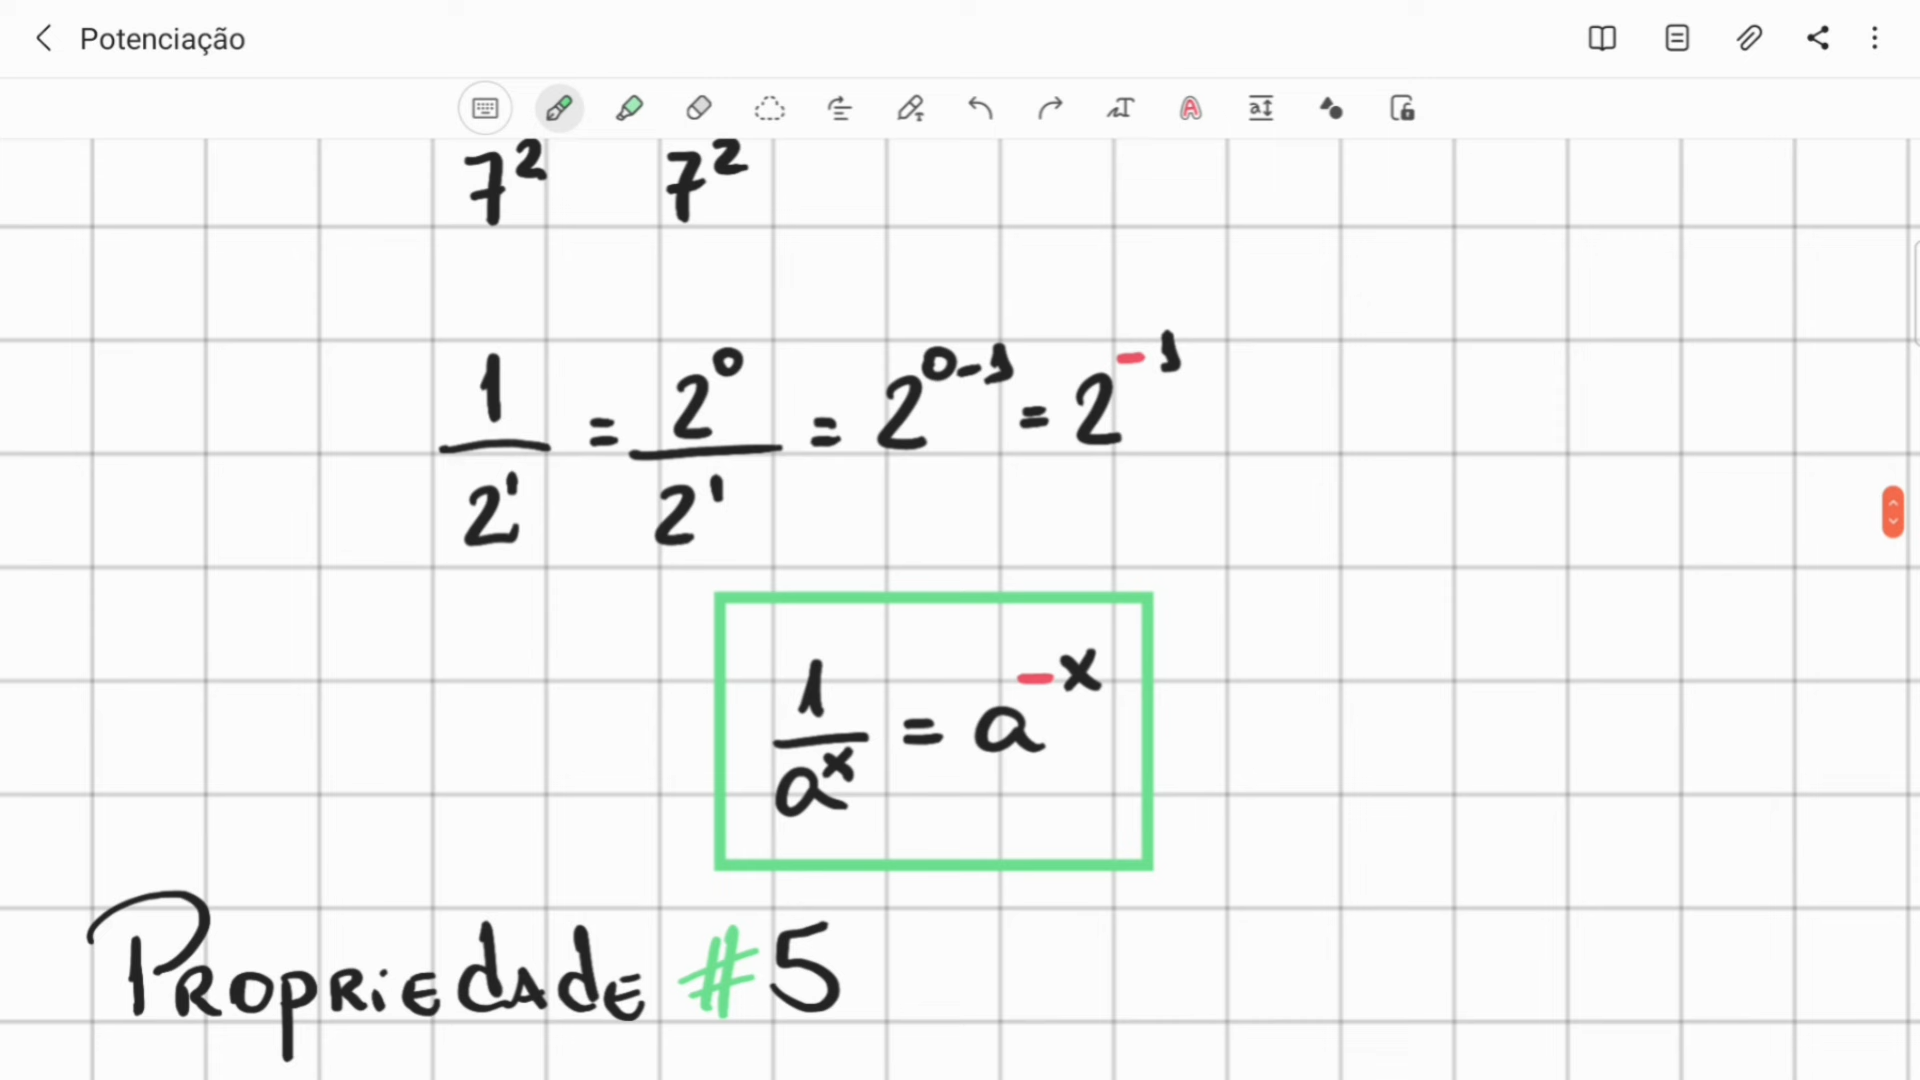 Potenciação
7² 7²
1/2¹ = 2⁰/2¹ = 2⁰⁻¹ = 2⁻¹
1/aˣ = a⁻ˣ
PROPRiEdAdE #5